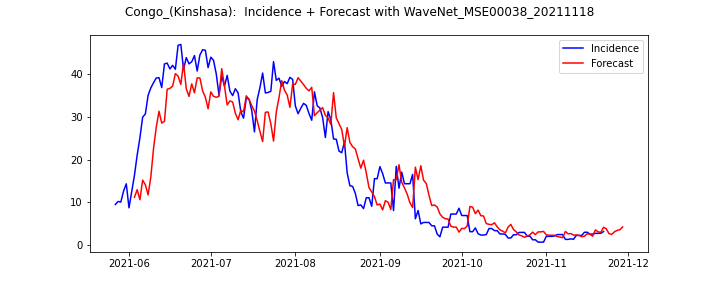 Congo_(Kinshasa):  Incidence + Forecast with WaveNet_MSE00038_20211118
Incidence
Forecast
40
30
20
10
0
2021-06 2021-07 2021-08 2021-09 2021-10 2021-11 2021-12